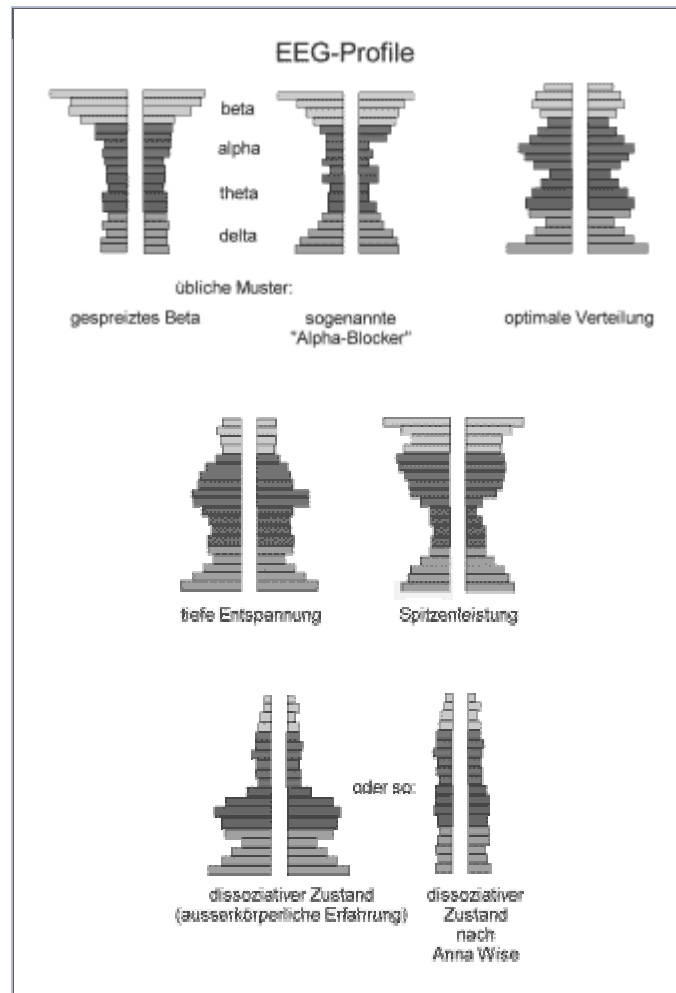 EEG-Profile
beta
alpha
theta
delta
übliche Muster:
gespreiztes Beta
sogenannte
"Alpha-Blocker"
optimale Verteilung
tiefe Entspannung
Spitzenleistung
oder so:
dissoziativer Zustand
(ausserkörperliche Erfahrung)
dissoziativer
Zustand
nach
Anna Wise